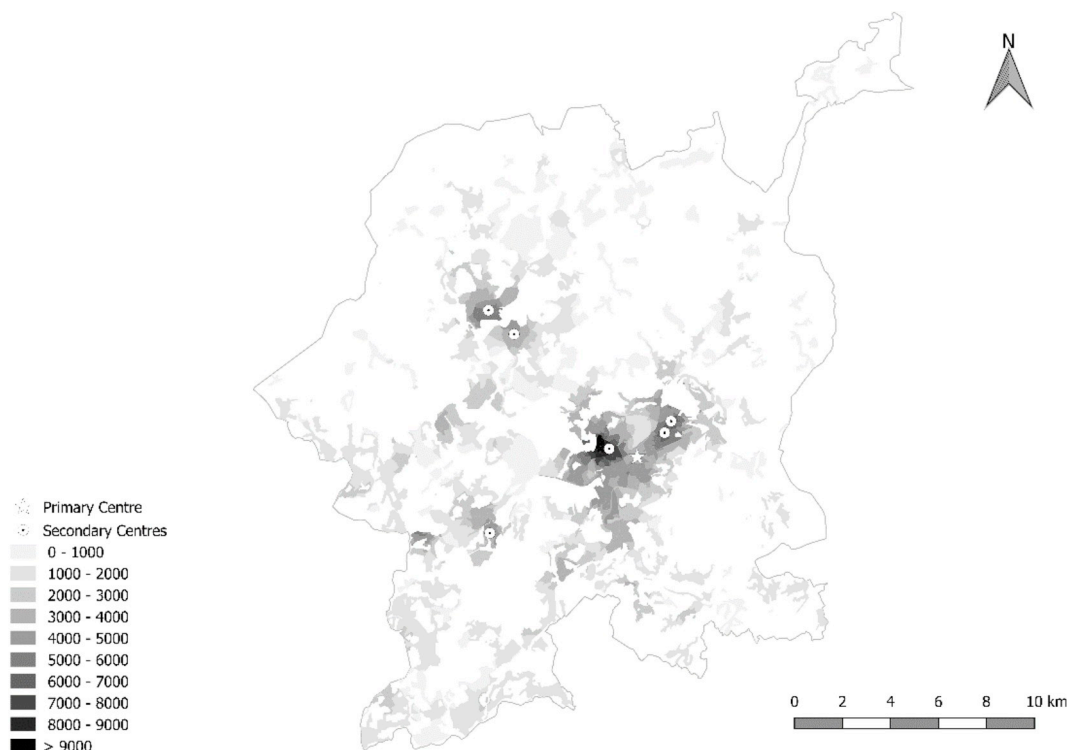 N
Primary Centre
Secondary Centres
0 - 1000
1000 - 2000
2000 - 3000
3000 - 4000
4000 - 5000
5000 - 6000
6000 - 7000
7000 - 8000
8000 - 9000
> 9000
0 2 4 6 8 10 km